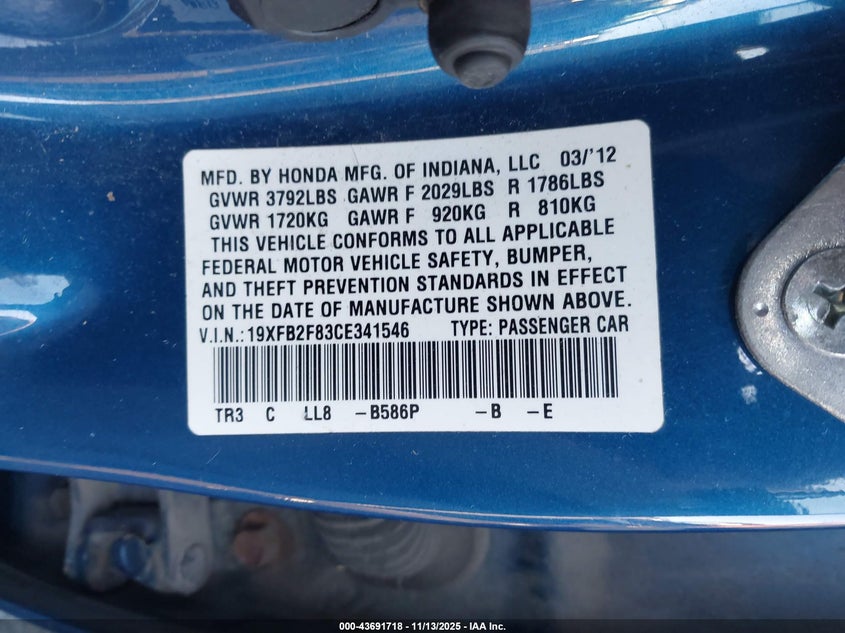 MFD. BY HONDA MFG. OF INDIANA, LLC 03/'12
GVWR 3792LBS GAWR F 2029LBS R 1786LBS
GVWR 1720KG GAWR F 920KG R 810KG
THIS VEHICLE CONFORMS TO ALL APPLICABLE
FEDERAL MOTOR VEHICLE SAFETY, BUMPER,
AND THEFT PREVENTION STANDARDS IN EFFECT
ON THE DATE OF MANUFACTURE SHOWN ABOVE.
V.I.N.:19XFB2F83CE341546 TYPE: PASSENGER CAR
TR3 C LL8 -B586P -B -E
000-43691718 - 11/13/2025 - IAA Inc.